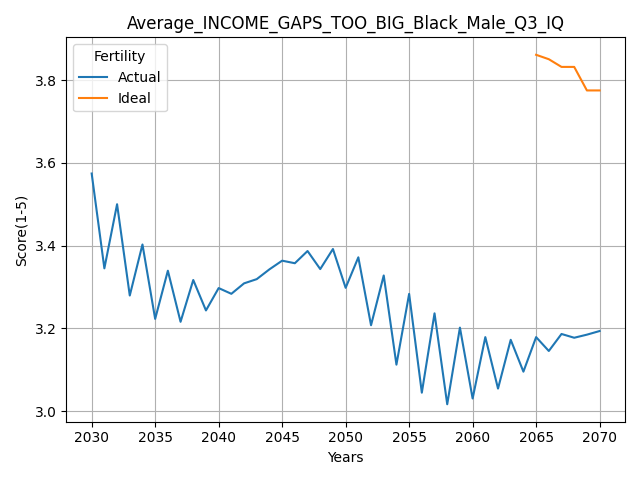 Average_INCOME_GAPS_TOO_BIG_Black_Male_Q3_IQ
Fertility
Actual
Ideal
Score(1-5)
3.8
3.6
3.4
3.2
3.0
2030 2035 2040 2045 2050 2055 2060 2065 2070
Years